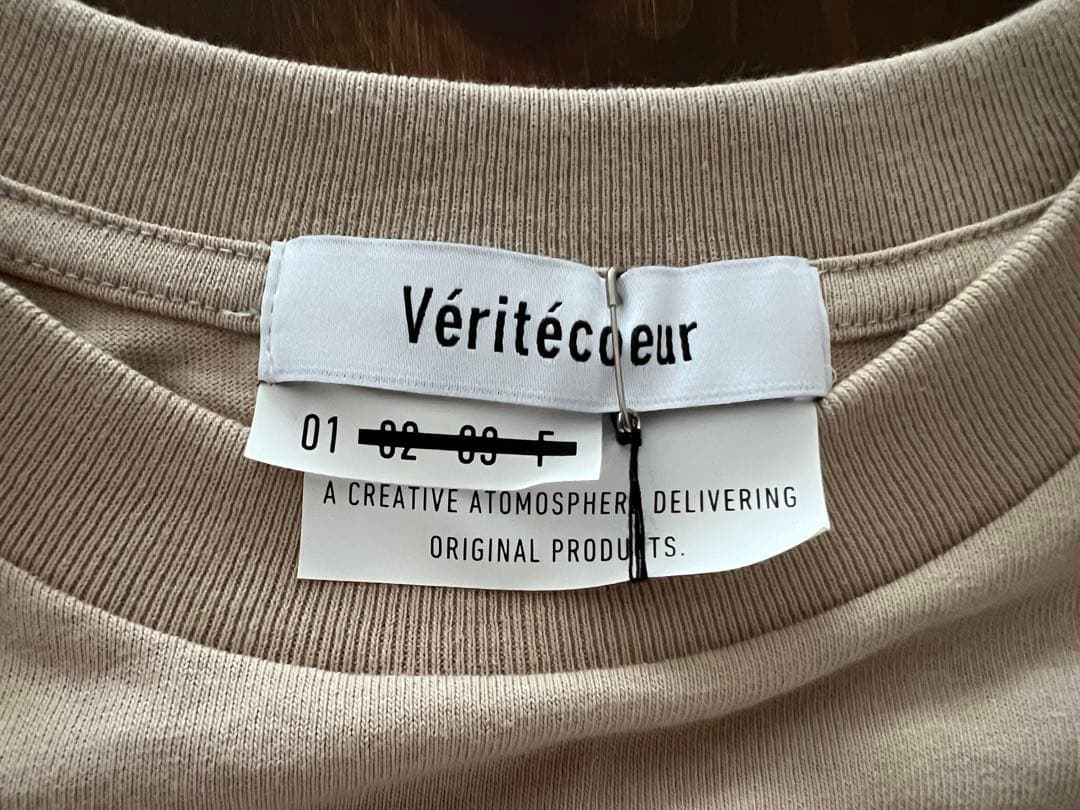 Véritécoeur
01 02 03 F
A CREATIVE ATOMOSPHERE DELIVERING
ORIGINAL PRODUCTS.